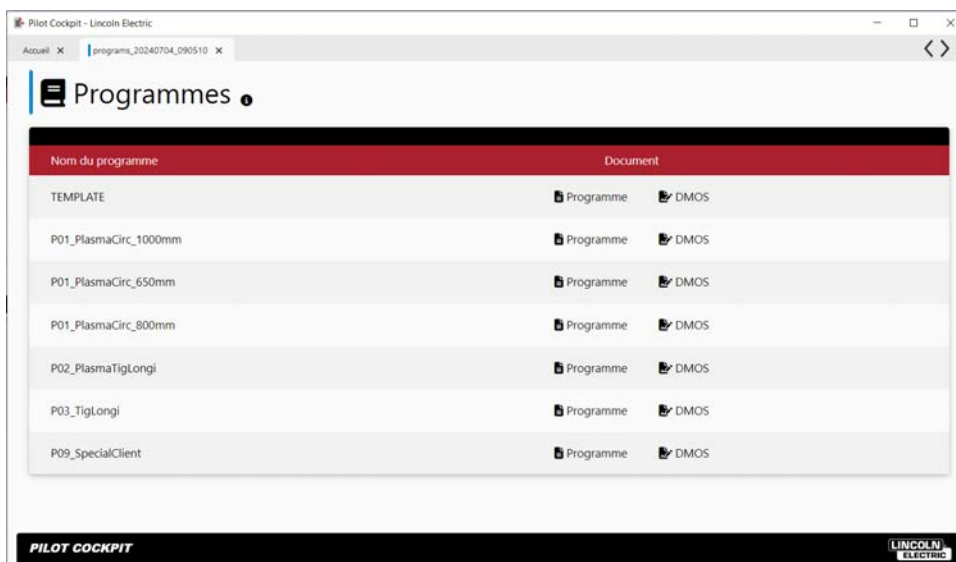 Pilot Cockpit - Lincoln Electric
Accueil programs_20240704_090510
Programmes
Nom du programme Document
TEMPLATE Programme DMOS
P01_PlasmaCirc_1000mm Programme DMOS
P01_PlasmaCirc_650mm Programme DMOS
P01_PlasmaCirc_800mm Programme DMOS
P02_PlasmaTigLongi Programme DMOS
P03_TigLongi Programme DMOS
P09_SpecialClient Programme DMOS
PILOT COCKPIT LINCOLN
ELECTRIC